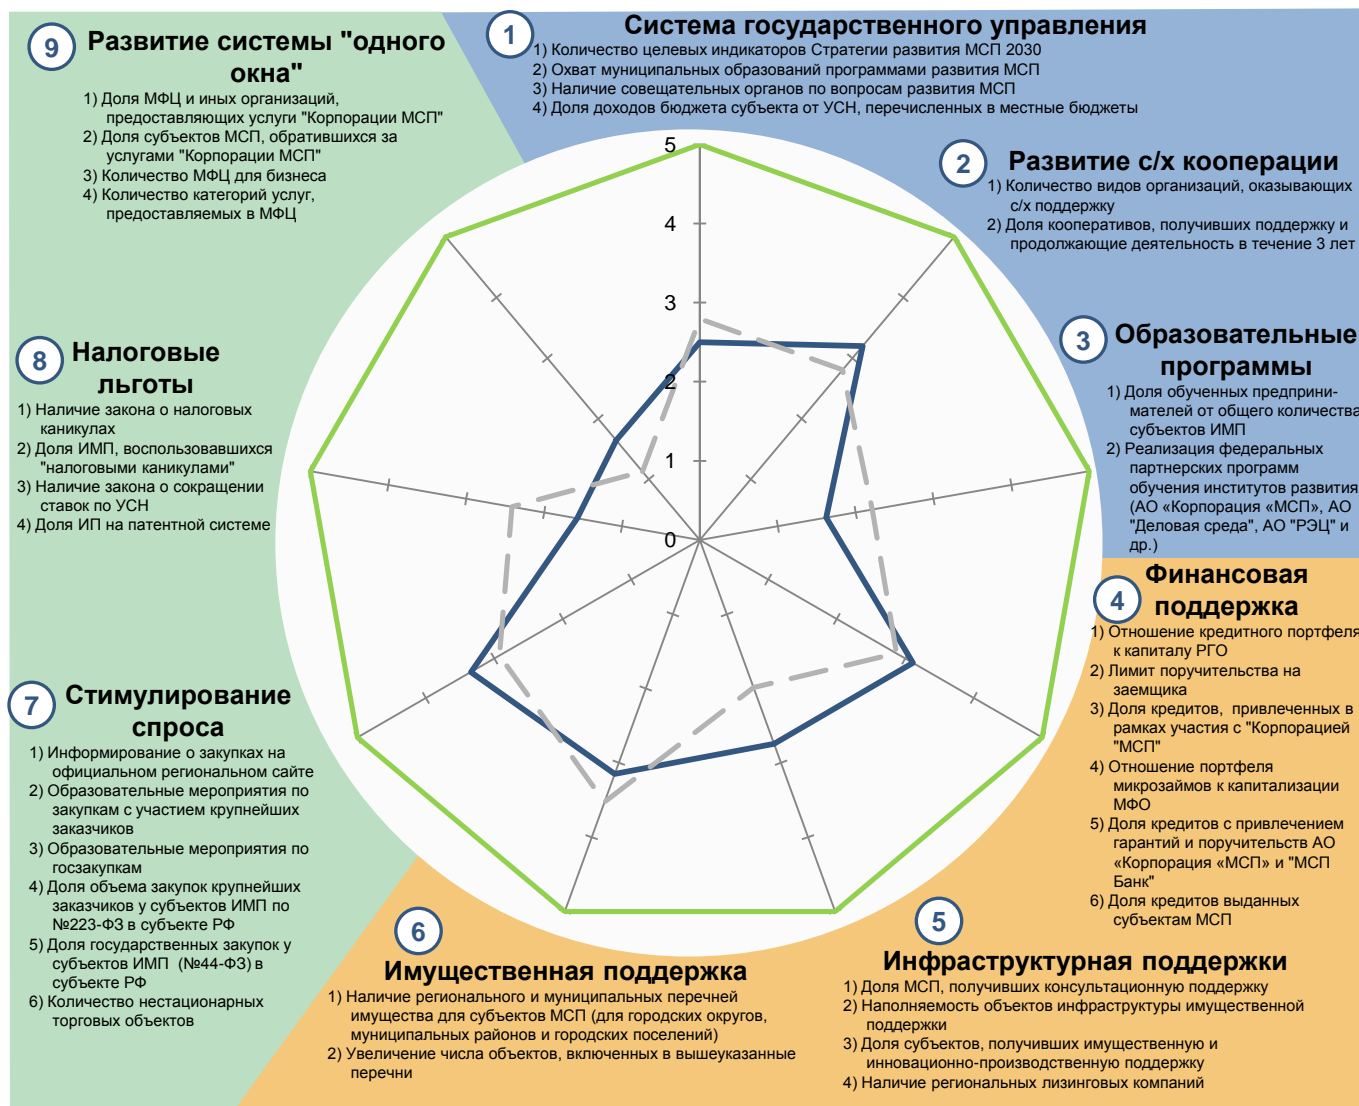 1
Система государственного управления
1) Количество целевых индикаторов Стратегии развития МСП 2030
2) Охват муниципальных образований программами развития МСП
3) Наличие совещательных органов по вопросам развития МСП
4) Доля доходов бюджета субъекта от УСН, перечисленных в местные бюджеты
2
Развитие с/х кооперации
1) Количество видов организаций, оказывающих
с/х поддержку
2) Доля кооперативов, получивших поддержку и
продолжающие деятельность в течение 3 лет
3
Образовательные
программы
1) Доля обученных предприни-
мателей от общего количества
субъектов ИМП
2) Реализация федеральных
партнерских программ
обучения институтов развития
(АО «Корпорация «МСП», АО
"Деловая среда", АО "РЭЦ" и
др.)
4
Финансовая
поддержка
1) Отношение кредитного портфеля
к капиталу РГО
2) Лимит поручительства на
заемщика
3) Доля кредитов, привлеченных в
рамках участия с "Корпорацией
"МСП"
4) Отношение портфеля
микрозаймов к капитализации
МФО
5) Доля кредитов с привлечением
гарантий и поручительств АО
«Корпорация «МСП» и "МСП
Банк"
6) Доля кредитов выданных
субъектам МСП
5
Инфраструктурная поддержки
1) Доля МСП, получивших консультационную поддержку
2) Наполняемость объектов инфраструктуры имущественной
поддержки
3) Доля субъектов, получивших имущественную и
инновационно-производственную поддержку
4) Наличие региональных лизинговых компаний
6
Имущественная поддержка
1) Наличие регионального и муниципальных перечней
имущества для субъектов МСП (для городских округов,
муниципальных районов и городских поселений)
2) Увеличение числа объектов, включенных в вышеуказанные
перечни
7
Стимулирование
спроса
1) Информирование о закупках на
официальном региональном сайте
2) Образовательные мероприятия по
закупкам с участием крупнейших
заказчиков
3) Образовательные мероприятия по
госзакупкам
4) Доля объема закупок крупнейших
заказчиков у субъектов ИМП по
№223-ФЗ в субъекте РФ
5) Доля государственных закупок у
субъектов ИМП (№44-ФЗ) в
субъекте РФ
6) Количество нестационарных
торговых объектов
8
Налоговые
льготы
1) Наличие закона о налоговых
каникулах
2) Доля ИМП, воспользовавшихся
"налоговыми каникулами"
3) Наличие закона о сокращении
ставок по УСН
4) Доля ИП на патентной системе
9
Развитие системы "одного
окна"
1) Доля МФЦ и иных организаций,
предоставляющих услуги "Корпорации МСП"
2) Доля субъектов МСП, обратившихся за
услугами "Корпорации МСП"
3) Количество МФЦ для бизнеса
4) Количество категорий услуг,
предоставляемых в МФЦ
5
4
3
2
1
0